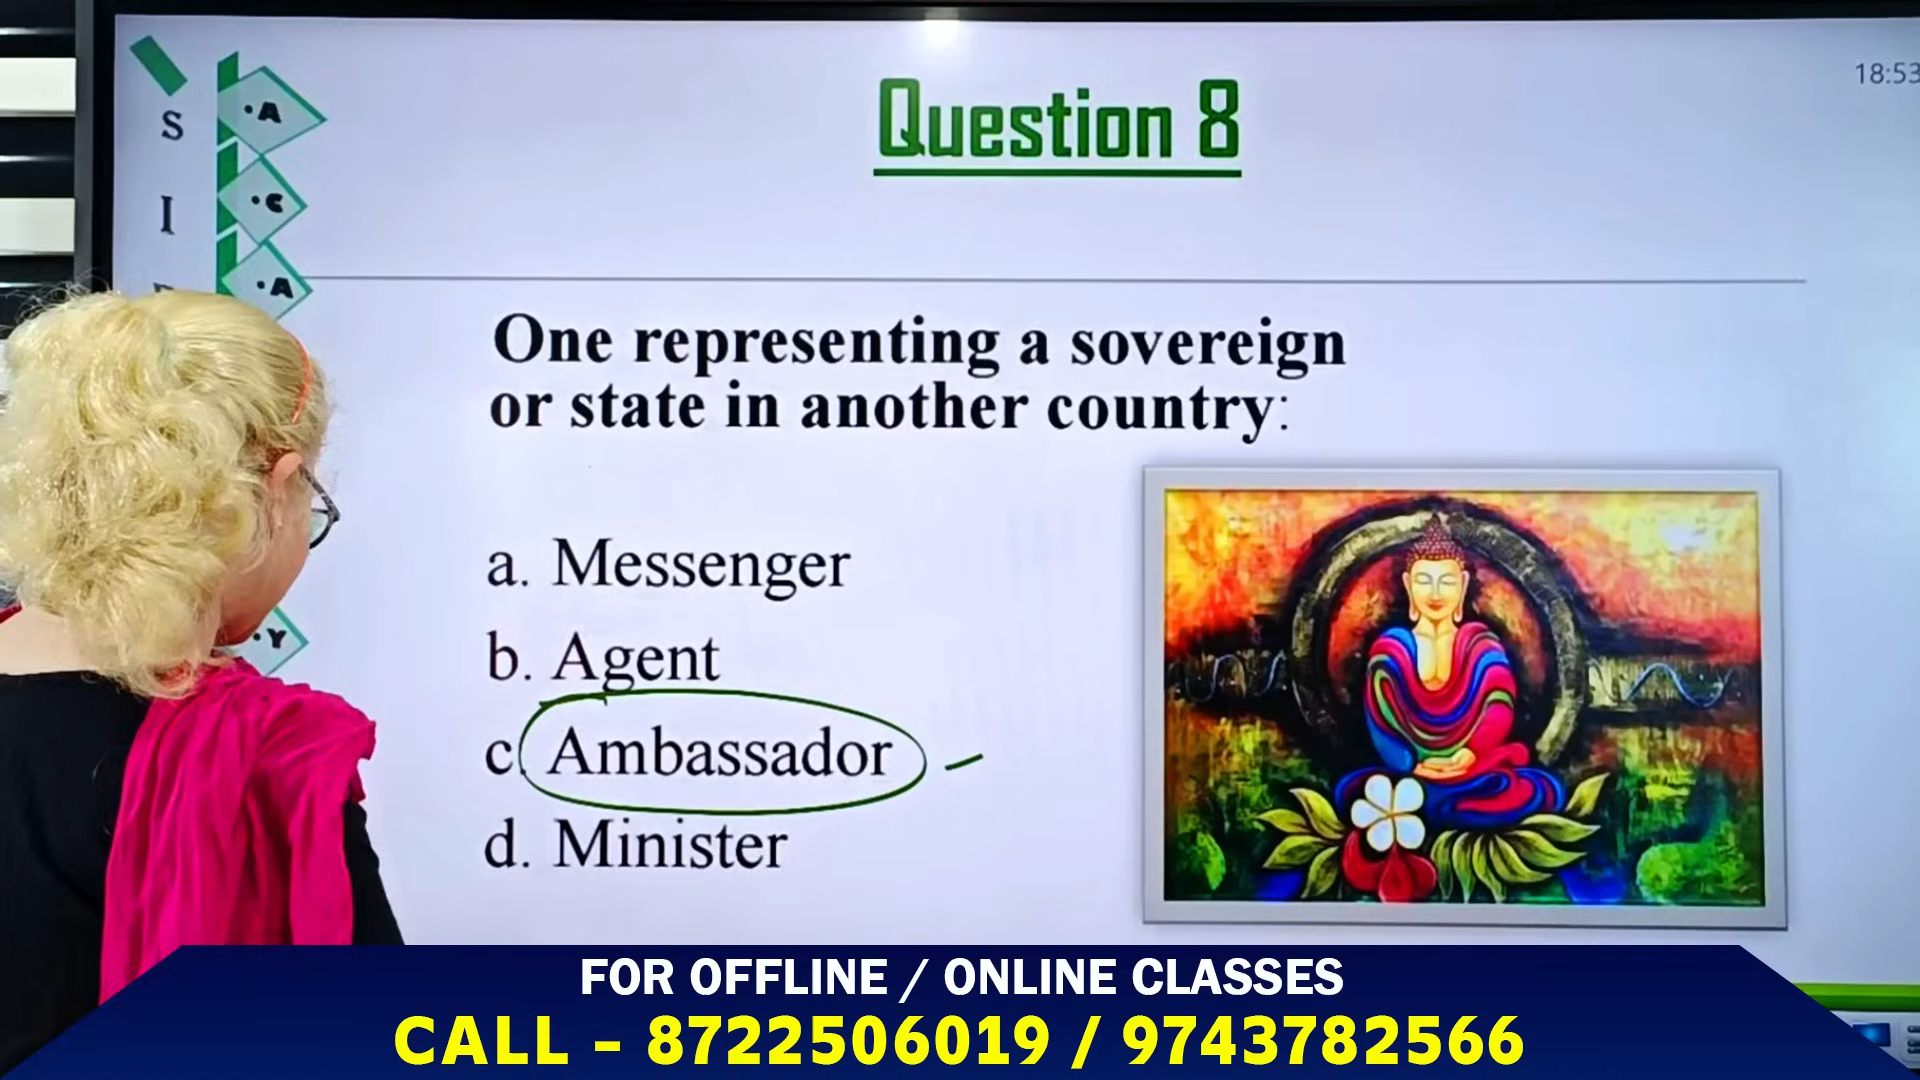 Question 8
18:53
S
I
• A
• C
• A
• Y
One representing a sovereign
or state in another country:
a. Messenger
b. Agent
c. Ambassador
d. Minister
FOR OFFLINE / ONLINE CLASSES
CALL – 8722506019 / 9743782566